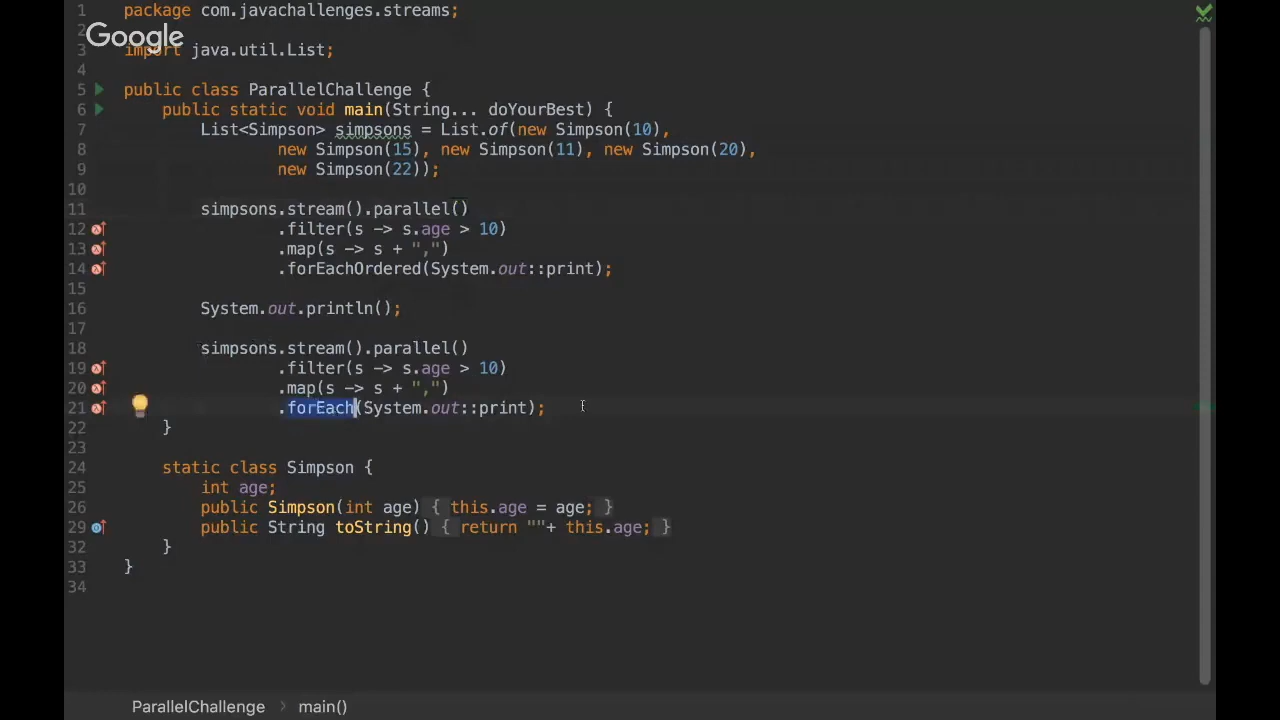 Google
1 package com.javachallenges.streams;
2
3 import java.util.List;
4
5 public class ParallelChallenge {
6 public static void main(String... doYourBest) {
7 List<Simpson> simpsons = List.of(new Simpson(10),
8 new Simpson(15), new Simpson(11), new Simpson(20),
9 new Simpson(22));
10
11 simpsons.stream().parallel()
12 .filter(s -> s.age > 10)
13 .map(s -> s + ",")
14 .forEachOrdered(System.out::print);
15
16 System.out.println();
17
18 simpsons.stream().parallel()
19 .filter(s -> s.age > 10)
20 .map(s -> s + ",")
21 .forEach(System.out::print);
22 }
23
24 static class Simpson {
25 int age;
26 public Simpson(int age) { this.age = age; }
29 public String toString() { return ""+ this.age; }
32 }
33 }
34
ParallelChallenge > main()